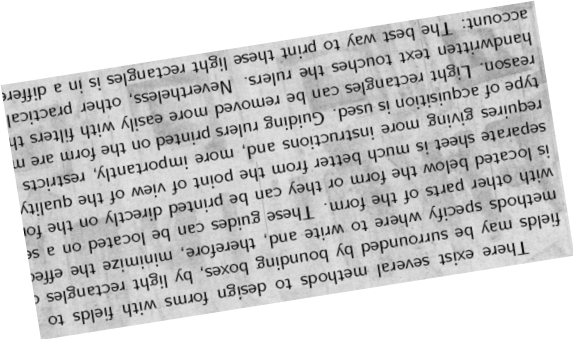 There exist several methods to design forms with fields to
fields may be surrounded by bounding boxes, by light rectangles
methods specify where to write and, therefore, minimize the effe
with other parts of the form. These guides can be located on a se
is located below the form or they can be printed directly on the fo
separate sheet is much better from the point of view of the quality
requires giving more instructions and, more importantly, restricts
type of acquisition is used. Guiding rulers printed on the form are m
reason. Light rectangles can be removed more easily with filters th
handwritten text touches the rulers. Nevertheless, other practical
account: The best way to print these light rectangles is in a differe